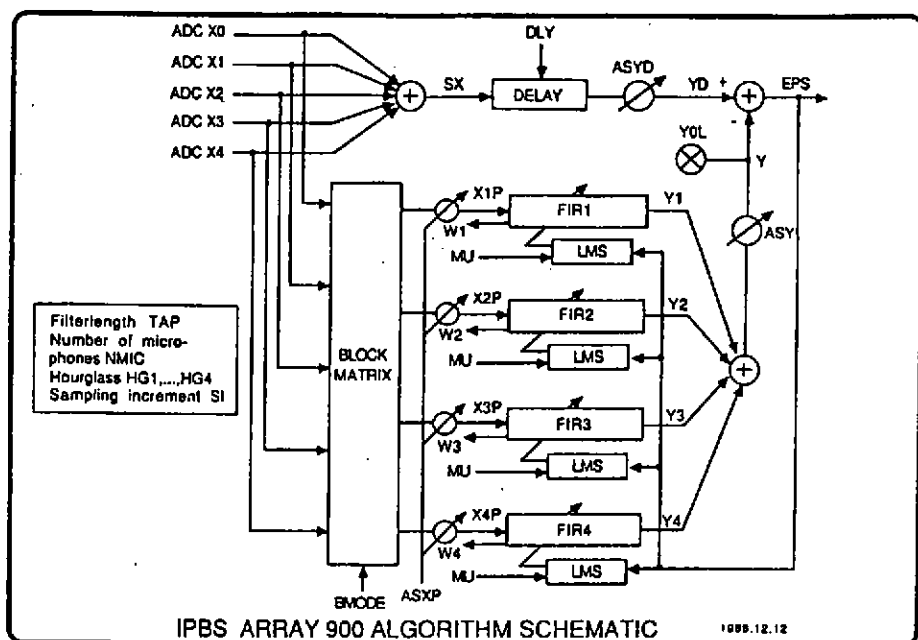 ADC X0
ADC X1
ADC X2
ADC X3
ADC X4
SX
DLY
DELAY
ASYD
YD +
EPS
Y0L
Y
ASY
X1P
FIR1
Y1
W1
MU
LMS
X2P
FIR2
Y2
W2
MU
LMS
BLOCK
MATRIX
X3P
FIR3
Y3
W3
MU
LMS
X4P
FIR4
Y4
W4
MU
LMS
BMODE
ASXP
Filterlength TAP
Number of micro-
phones NMIC
Hourglass HG1,...,HG4
Sampling increment SI
IPBS ARRAY 900 ALGORITHM SCHEMATIC